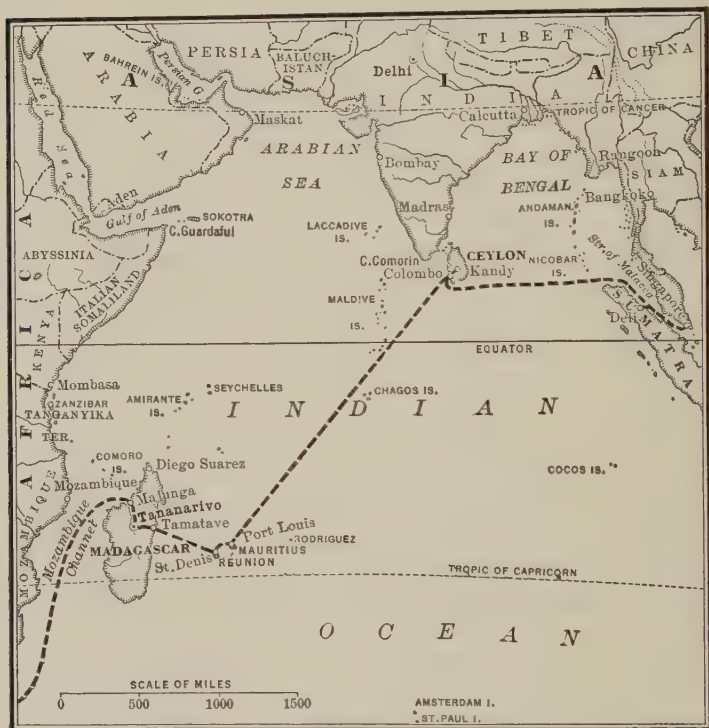 PERSIA
BALUCH-
ISTAN
TIBET
CHINA
ARABIA
BAHREIN IS.
Persian G.
Delhi
ASIA
INDIA
Red Sea
Maskat
Calcutta
TROPIC OF CANCER
ARABIAN
SEA
Bombay
BAY OF
BENGAL
Rangoon
SIAM
Aden
Gulf of Aden
SOKOTRA
C. Guardafui
Madras
ANDAMAN
IS.
Bangkoko
LACCADIVE
IS.
ABYSSINIA
C. Comorin
CEYLON
Colombo
Kandy
NICOBAR
IS.
Str. of Malacca
Singapore
ITALIAN
SOMALILAND
MALDIVE
IS.
Deli
SUMATRA
AFRICA
KENYA
EQUATOR
Mombasa
OZANZIBAR
TANGANYIKA
TER.
AMIRANTE
IS.
SEYCHELLES
CHAGOS IS.
INDIAN
COMORO
IS.
Diego Suarez
COCOS IS.
Mozambique
Majunga
Tananarivo
Tamatave
MOZAMBIQUE
Mozambique
Channel
MADAGASCAR
Port Louis
MAURITIUS
RODRIGUEZ
St. Denis
REUNION
TROPIC OF CAPRICORN
OCEAN
SCALE OF MILES
0 500 1000 1500
AMSTERDAM I.
ST. PAUL I.